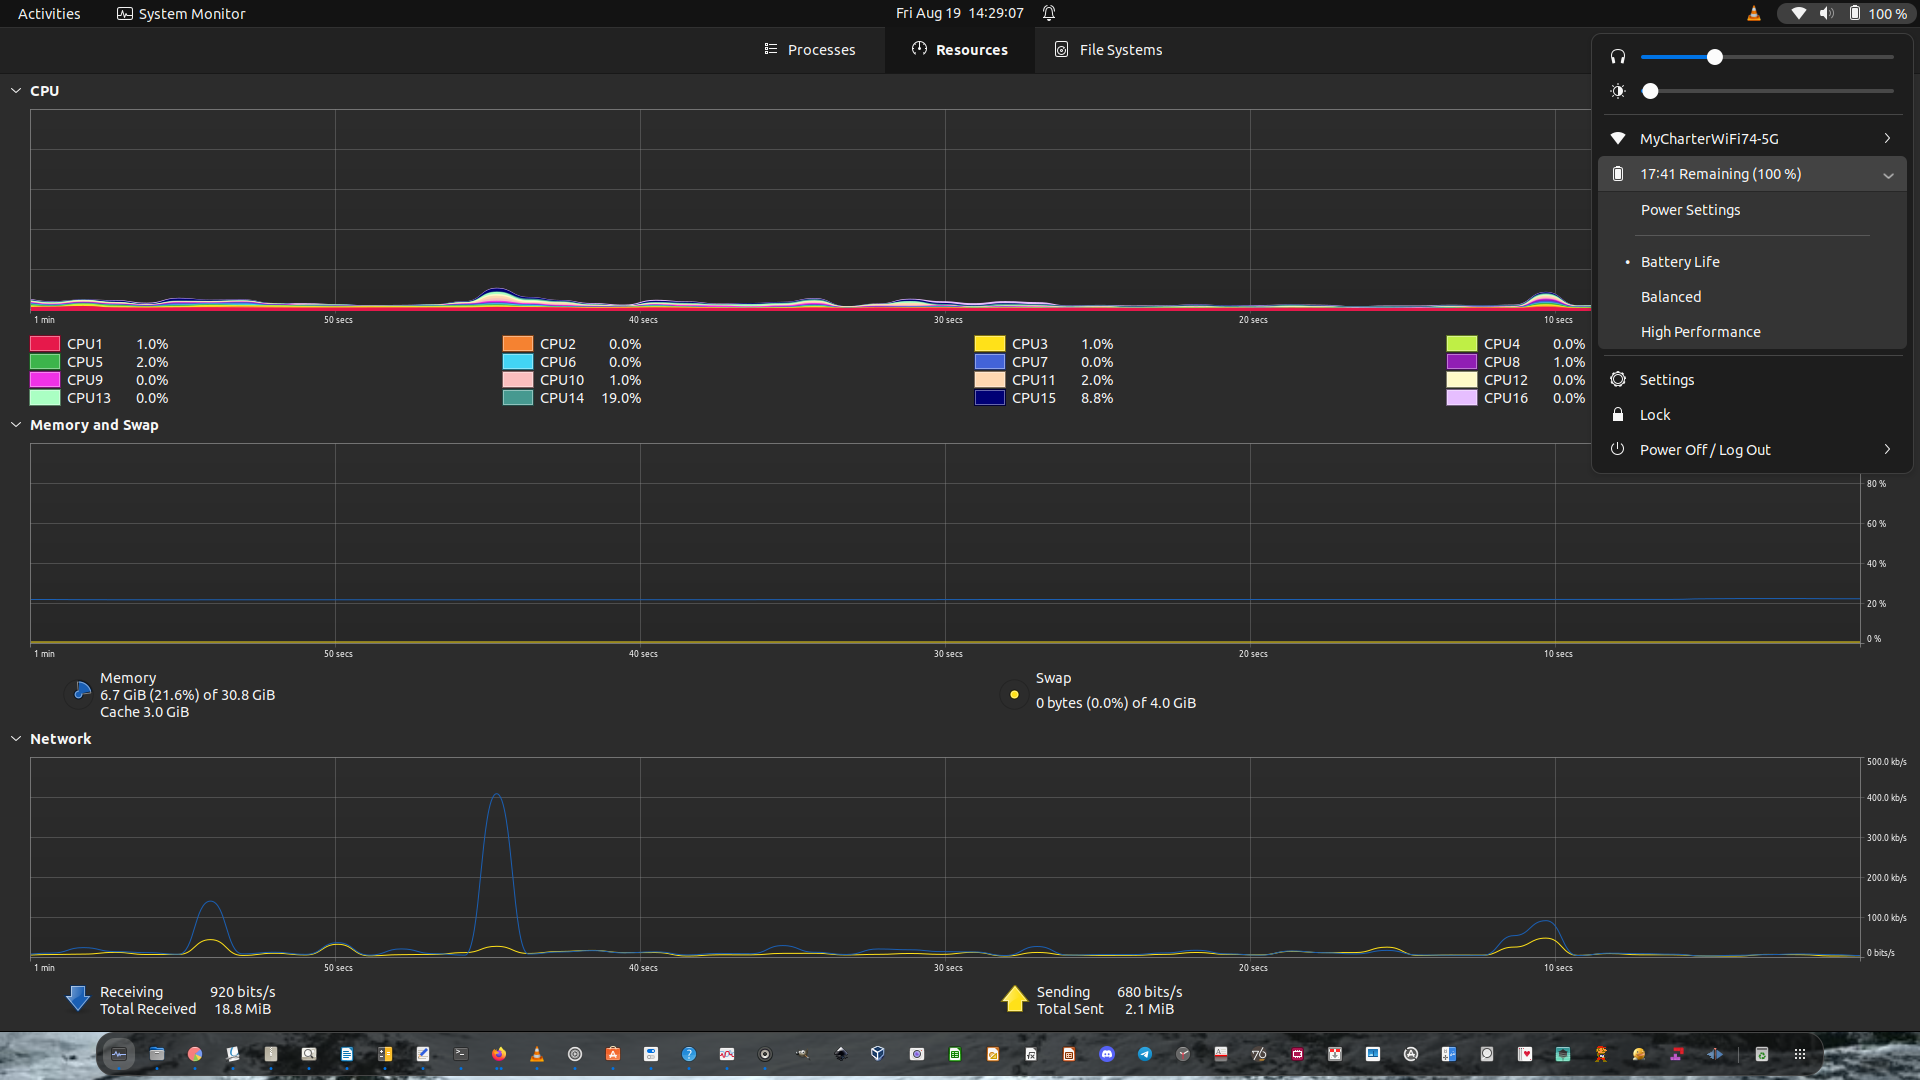 Activities System Monitor Fri Aug 19 14:29:07 100 %
Processes Resources File Systems
CPU
1 min 50 secs 40 secs 30 secs 20 secs 10 secs
CPU1 1.0% CPU2 0.0% CPU3 1.0% CPU4 0.0%
CPU5 2.0% CPU6 0.0% CPU7 0.0% CPU8 1.0%
CPU9 0.0% CPU10 1.0% CPU11 2.0% CPU12 0.0%
CPU13 0.0% CPU14 19.0% CPU15 8.8% CPU16 0.0%
MyCharterWiFi74-5G
17:41 Remaining (100 %)
Power Settings
Battery Life
Balanced
High Performance
Settings
Lock
Power Off / Log Out
Memory and Swap
80 %
60 %
40 %
20 %
0 %
1 min 50 secs 40 secs 30 secs 20 secs 10 secs
Memory
6.7 GiB (21.6%) of 30.8 GiB
Cache 3.0 GiB
Swap
0 bytes (0.0%) of 4.0 GiB
Network
500.0 kb/s
400.0 kb/s
300.0 kb/s
200.0 kb/s
100.0 kb/s
0 bits/s
1 min 50 secs 40 secs 30 secs 20 secs 10 secs
Receiving 920 bits/s
Total Received 18.8 MiB
Sending 680 bits/s
Total Sent 2.1 MiB
76